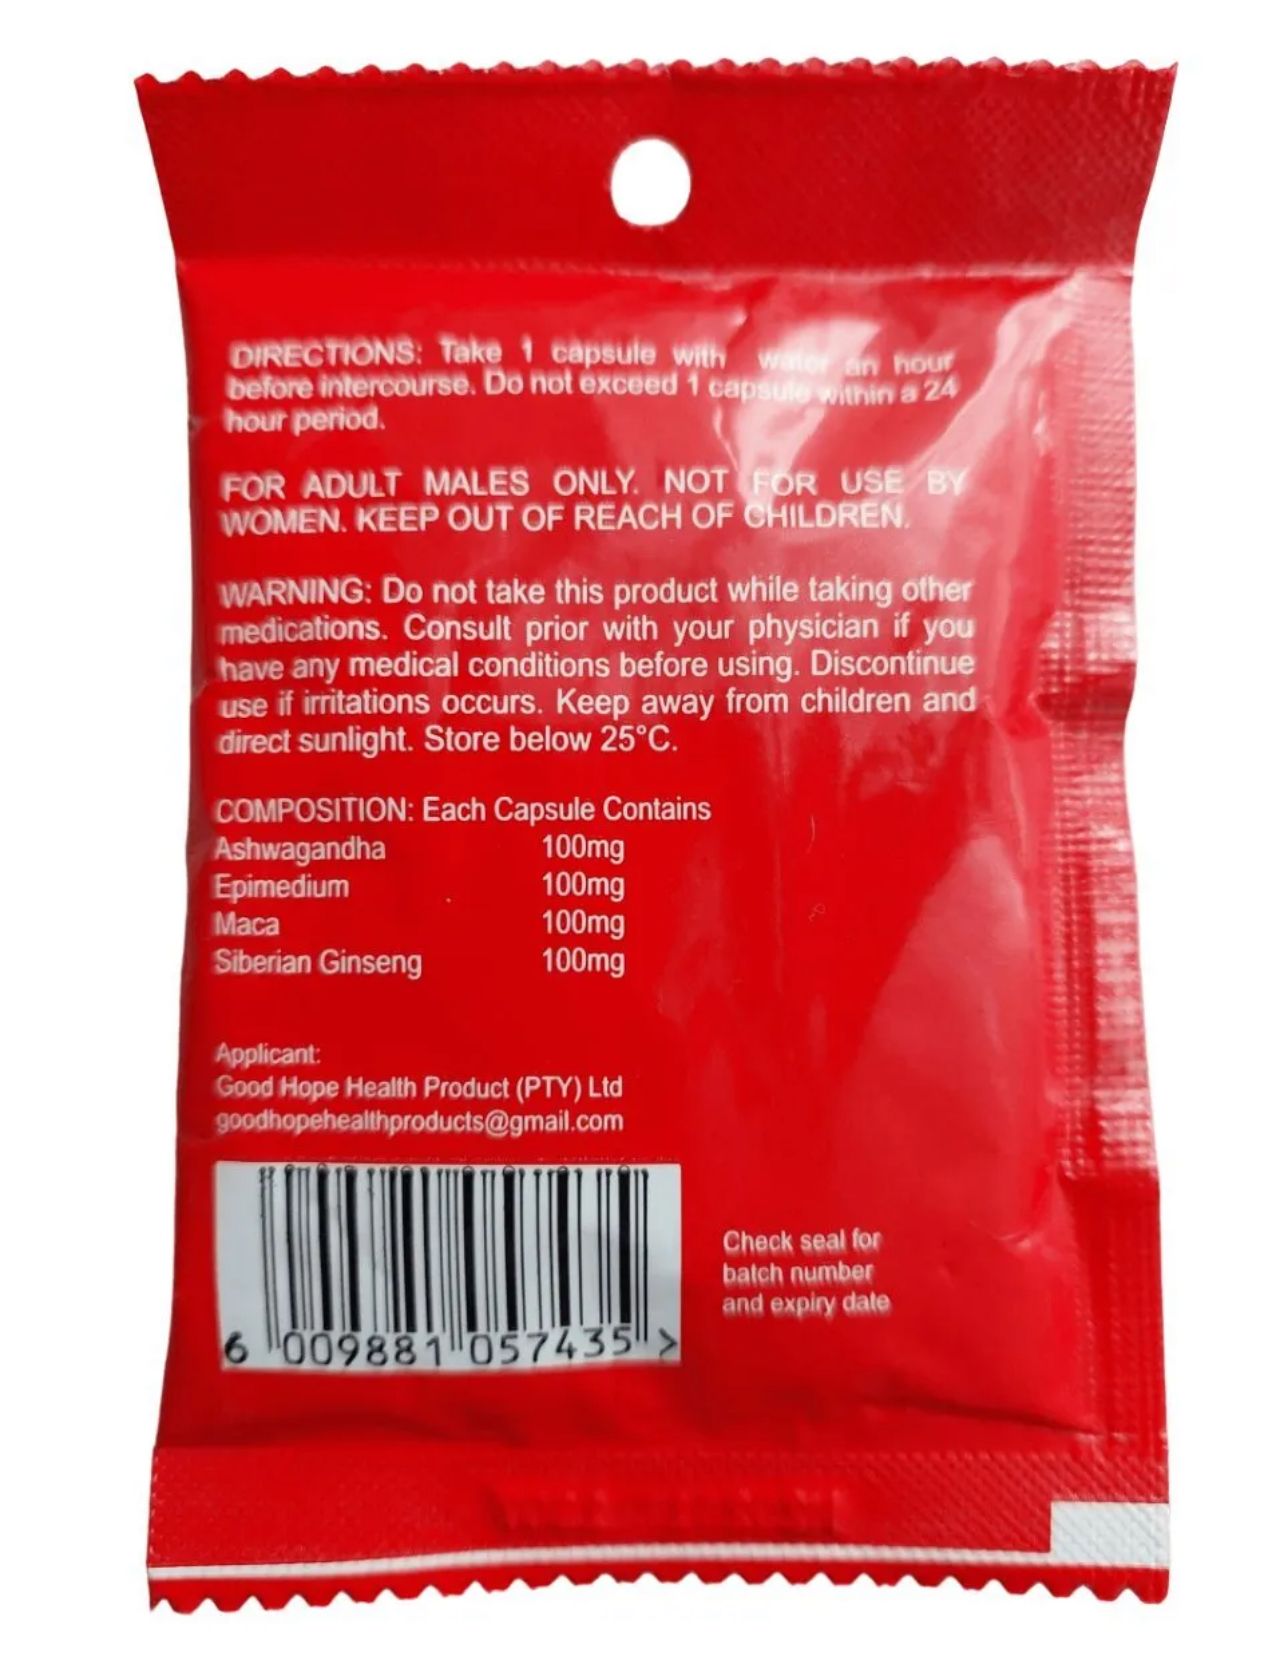 DIRECTIONS: Take 1 capsule with water an hour
before intercourse. Do not exceed 1 capsule within a 24
hour period.
FOR ADULT MALES ONLY. NOT FOR USE BY
WOMEN. KEEP OUT OF REACH OF CHILDREN.
WARNING: Do not take this product while taking other
medications. Consult prior with your physician if you
have any medical conditions before using. Discontinue
use if irritations occurs. Keep away from children and
direct sunlight. Store below 25°C.
COMPOSITION: Each Capsule Contains
Ashwagandha 100mg
Epimedium 100mg
Maca 100mg
Siberian Ginseng 100mg
Applicant:
Good Hope Health Product (PTY) Ltd
goodhopehealthproducts@gmail.com
6 009881 057435 >
Check seal for
batch number
and expiry date